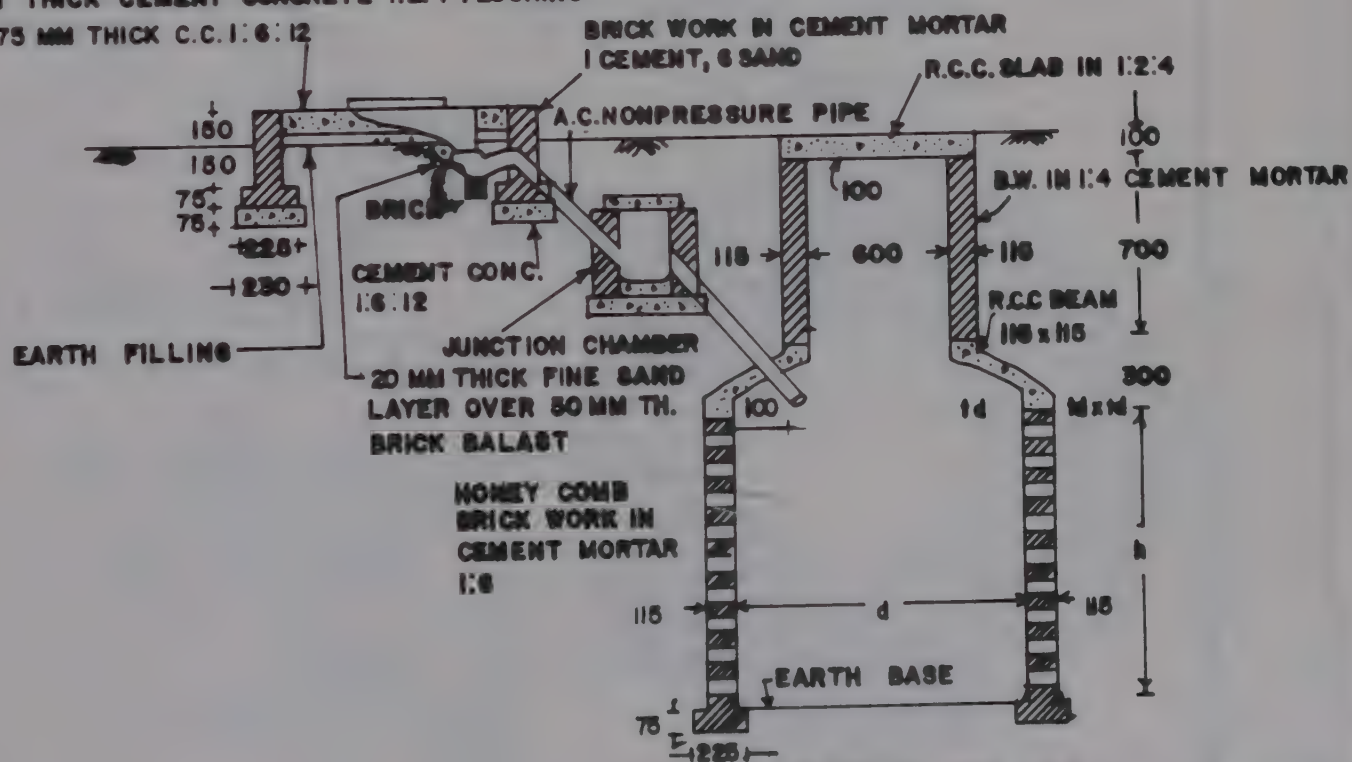 THICK CEMENT CONCRETE
75 MM THICK C.C. 1:6:12
BRICK WORK IN CEMENT MORTAR
1 CEMENT, 6 SAND
R.C.C. SLAB IN 1:2:4
A.C. NONPRESSURE PIPE
150
150
75
75
225
230
BRICK
CEMENT CONC.
1:6:12
EARTH FILLING
JUNCTION CHAMBER
20 MM THICK FINE SAND
LAYER OVER 50 MM TH.
BRICK BALAST
100
100
B.W. IN 1:4 CEMENT MORTAR
115
600
115
700
R.C.C BEAM
115 x 115
300
100
HONEY COMB
BRICK WORK IN
CEMENT MORTAR
1:6
h
115
d
115
EARTH BASE
75
225